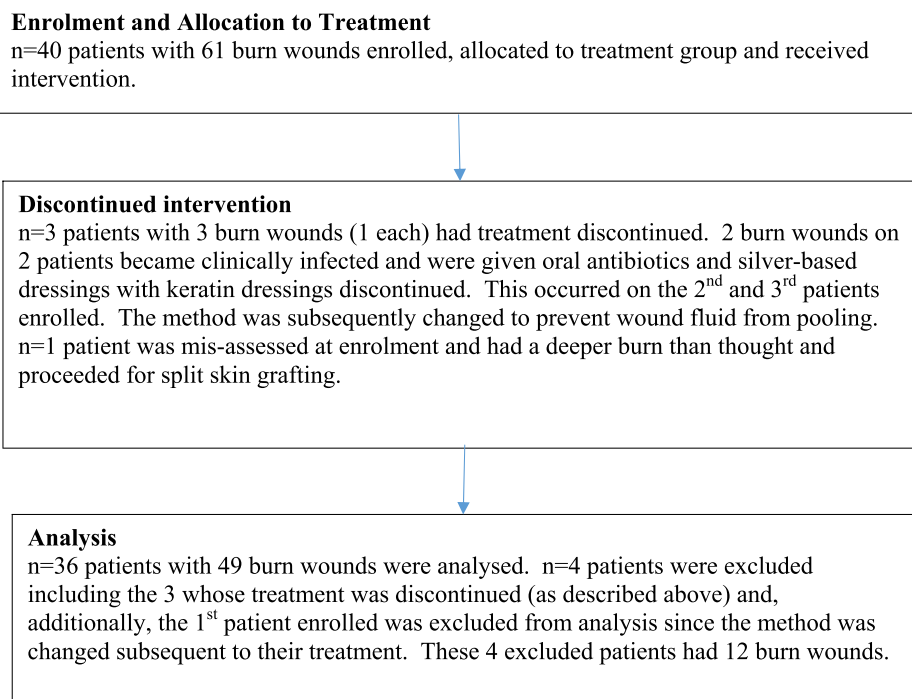 Enrolment and Allocation to Treatment
n=40 patients with 61 burn wounds enrolled, allocated to treatment group and received
intervention.
Discontinued intervention
n=3 patients with 3 burn wounds (1 each) had treatment discontinued.  2 burn wounds on
2 patients became clinically infected and were given oral antibiotics and silver-based
dressings with keratin dressings discontinued.  This occurred on the 2nd and 3rd patients
enrolled.  The method was subsequently changed to prevent wound fluid from pooling.
n=1 patient was mis-assessed at enrolment and had a deeper burn than thought and
proceeded for split skin grafting.
Analysis
n=36 patients with 49 burn wounds were analysed.  n=4 patients were excluded
including the 3 whose treatment was discontinued (as described above) and,
additionally, the 1st patient enrolled was excluded from analysis since the method was
changed subsequent to their treatment.  These 4 excluded patients had 12 burn wounds.